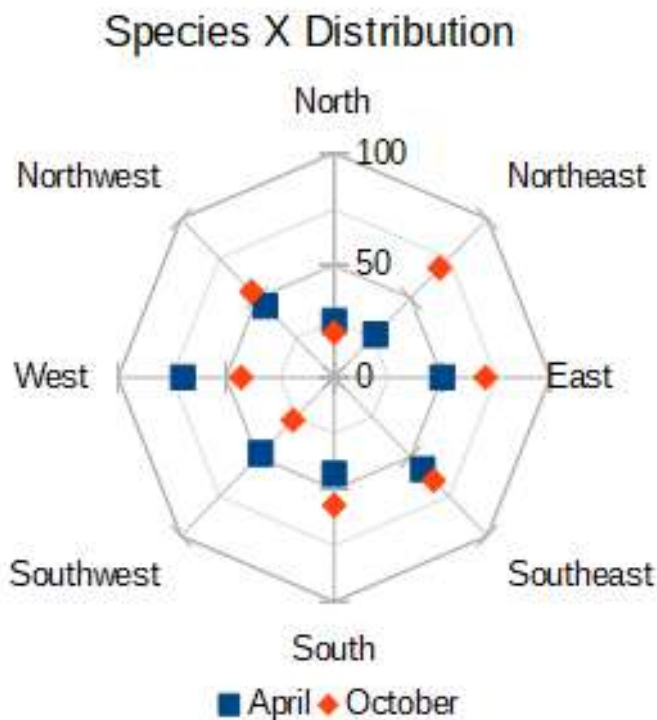 Species X Distribution
North
100
Northwest
Northeast
50
West
0
East
Southwest
Southeast
South
April
October